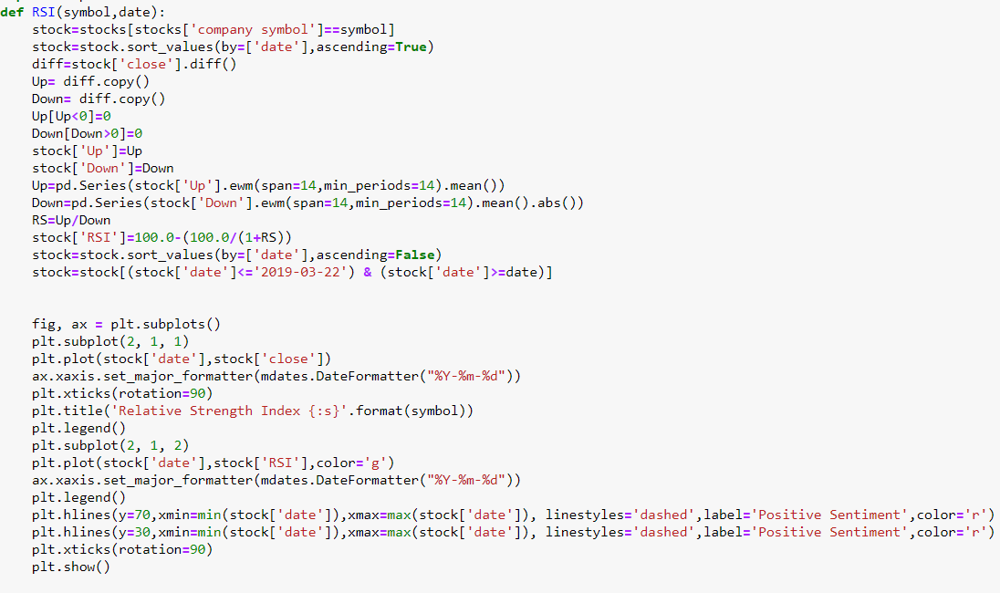 def RSI(symbol,date):
    stock=stocks[stocks['company symbol']==symbol]
    stock=stock.sort_values(by=['date'],ascending=True)
    diff=stock['close'].diff()
    Up= diff.copy()
    Down= diff.copy()
    Up[Up<0]=0
    Down[Down>0]=0
    stock['Up']=Up
    stock['Down']=Down
    Up=pd.Series(stock['Up'].ewm(span=14,min_periods=14).mean())
    Down=pd.Series(stock['Down'].ewm(span=14,min_periods=14).mean().abs())
    RS=Up/Down
    stock['RSI']=100.0-(100.0/(1+RS))
    stock=stock.sort_values(by=['date'],ascending=False)
    stock=stock[(stock['date']<='2019-03-22') & (stock['date']>=date)]
    fig, ax = plt.subplots()
    plt.subplot(2, 1, 1)
    plt.plot(stock['date'],stock['close'])
    ax.xaxis.set_major_formatter(mdates.DateFormatter("%Y-%m-%d"))
    plt.xticks(rotation=90)
    plt.title('Relative Strength Index {:s}'.format(symbol))
    plt.legend()
    plt.subplot(2, 1, 2)
    plt.plot(stock['date'],stock['RSI'],color='g')
    ax.xaxis.set_major_formatter(mdates.DateFormatter("%Y-%m-%d"))
    plt.legend()
    plt.hlines(y=70,xmin=min(stock['date']),xmax=max(stock['date']), linestyles='dashed',label='Positive Sentiment',color='r')
    plt.hlines(y=30,xmin=min(stock['date']),xmax=max(stock['date']), linestyles='dashed',label='Positive Sentiment',color='r')
    plt.xticks(rotation=90)
    plt.show()